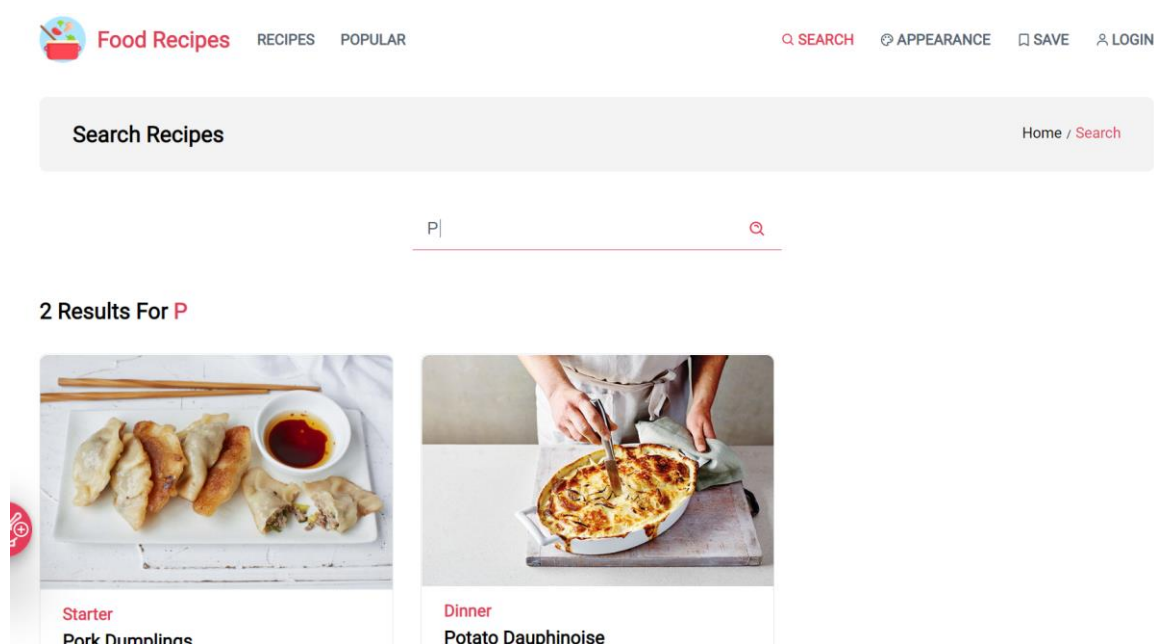 Food Recipes RECIPES POPULAR SEARCH APPEARANCE SAVE LOGIN
Search Recipes Home / Search
P
2 Results For P
Starter
Pork Dumplings
Dinner
Potato Dauphinoise